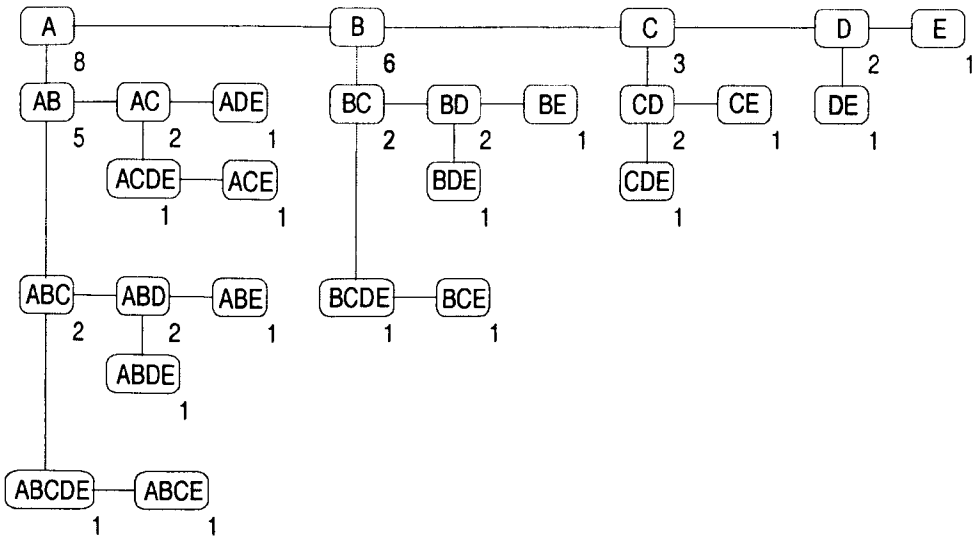 A B C D E
8 6 3 2 1
AB AC ADE BC BD BE CD CE DE
5 2 1 2 2 1 2 1 1
ACDE ACE BDE CDE
1 1 1 1
ABC ABD ABE BCDE BCE
2 2 1 1 1
ABDE
1
ABCDE ABCE
1 1